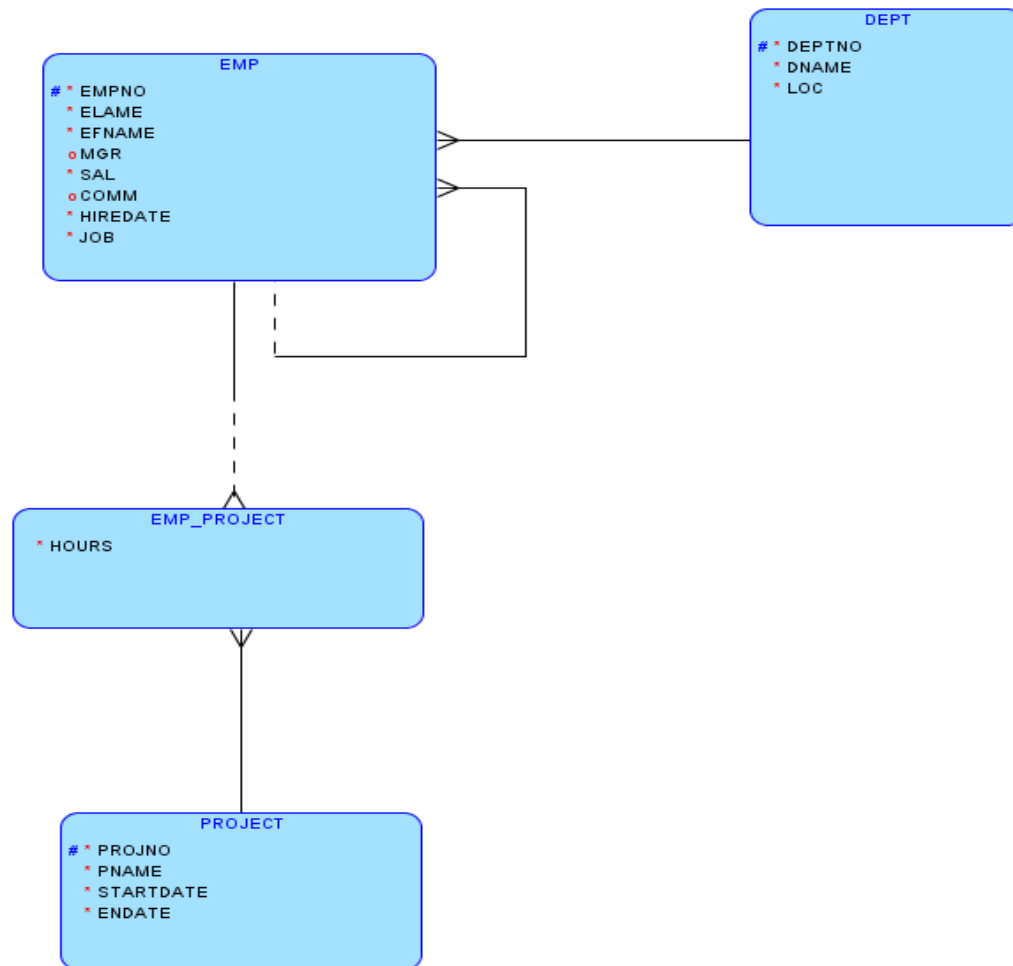 EMP
# * EMPNO
* ELAME
* EFNAME
o MGR
* SAL
o COMM
* HIREDATE
* JOB
DEPT
# * DEPTNO
* DNAME
* LOC
EMP_PROJECT
* HOURS
PROJECT
# * PROJNO
* PNAME
* STARTDATE
* ENDATE